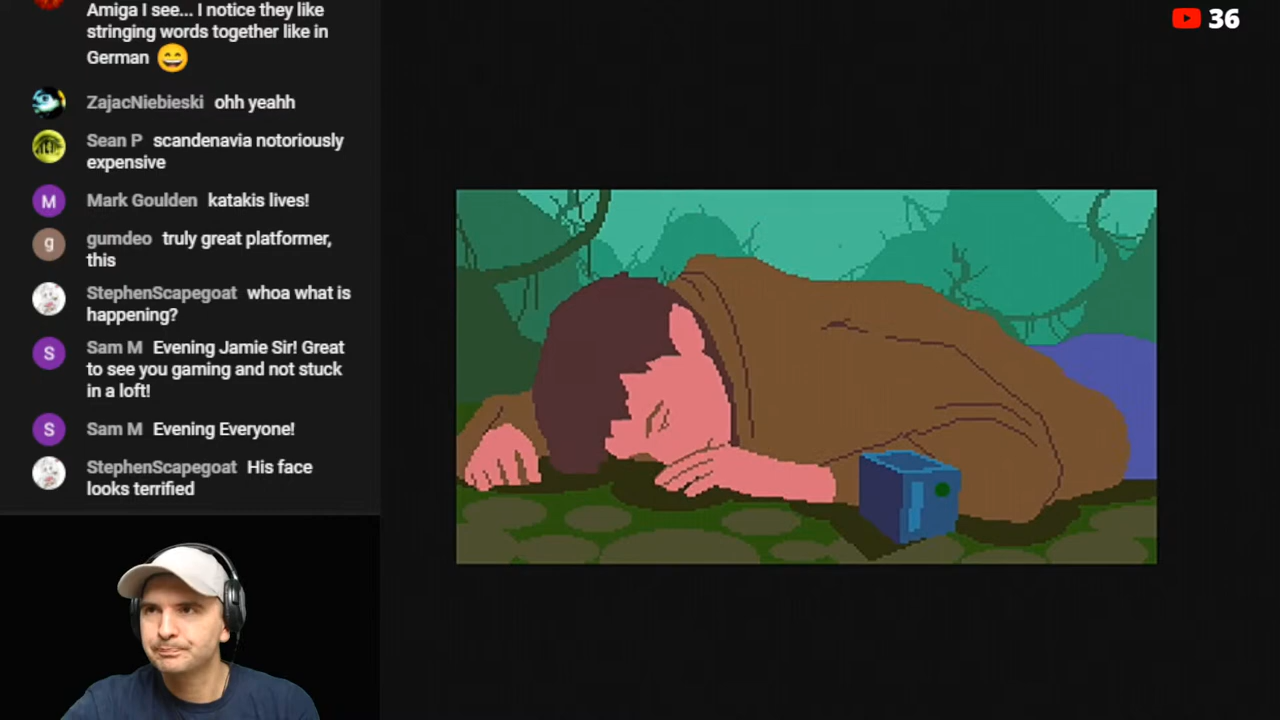 Amiga I see... I notice they like
stringing words together like in
German 😄
ZajacNiebieski ohh yeahh
Sean P scandenavia notoriously
expensive
M Mark Goulden katakis lives!
g gumdeo truly great platformer,
this
StephenScapegoat whoa what is
happening?
S Sam M Evening Jamie Sir! Great
to see you gaming and not stuck
in a loft!
S Sam M Evening Everyone!
StephenScapegoat His face
looks terrified
36